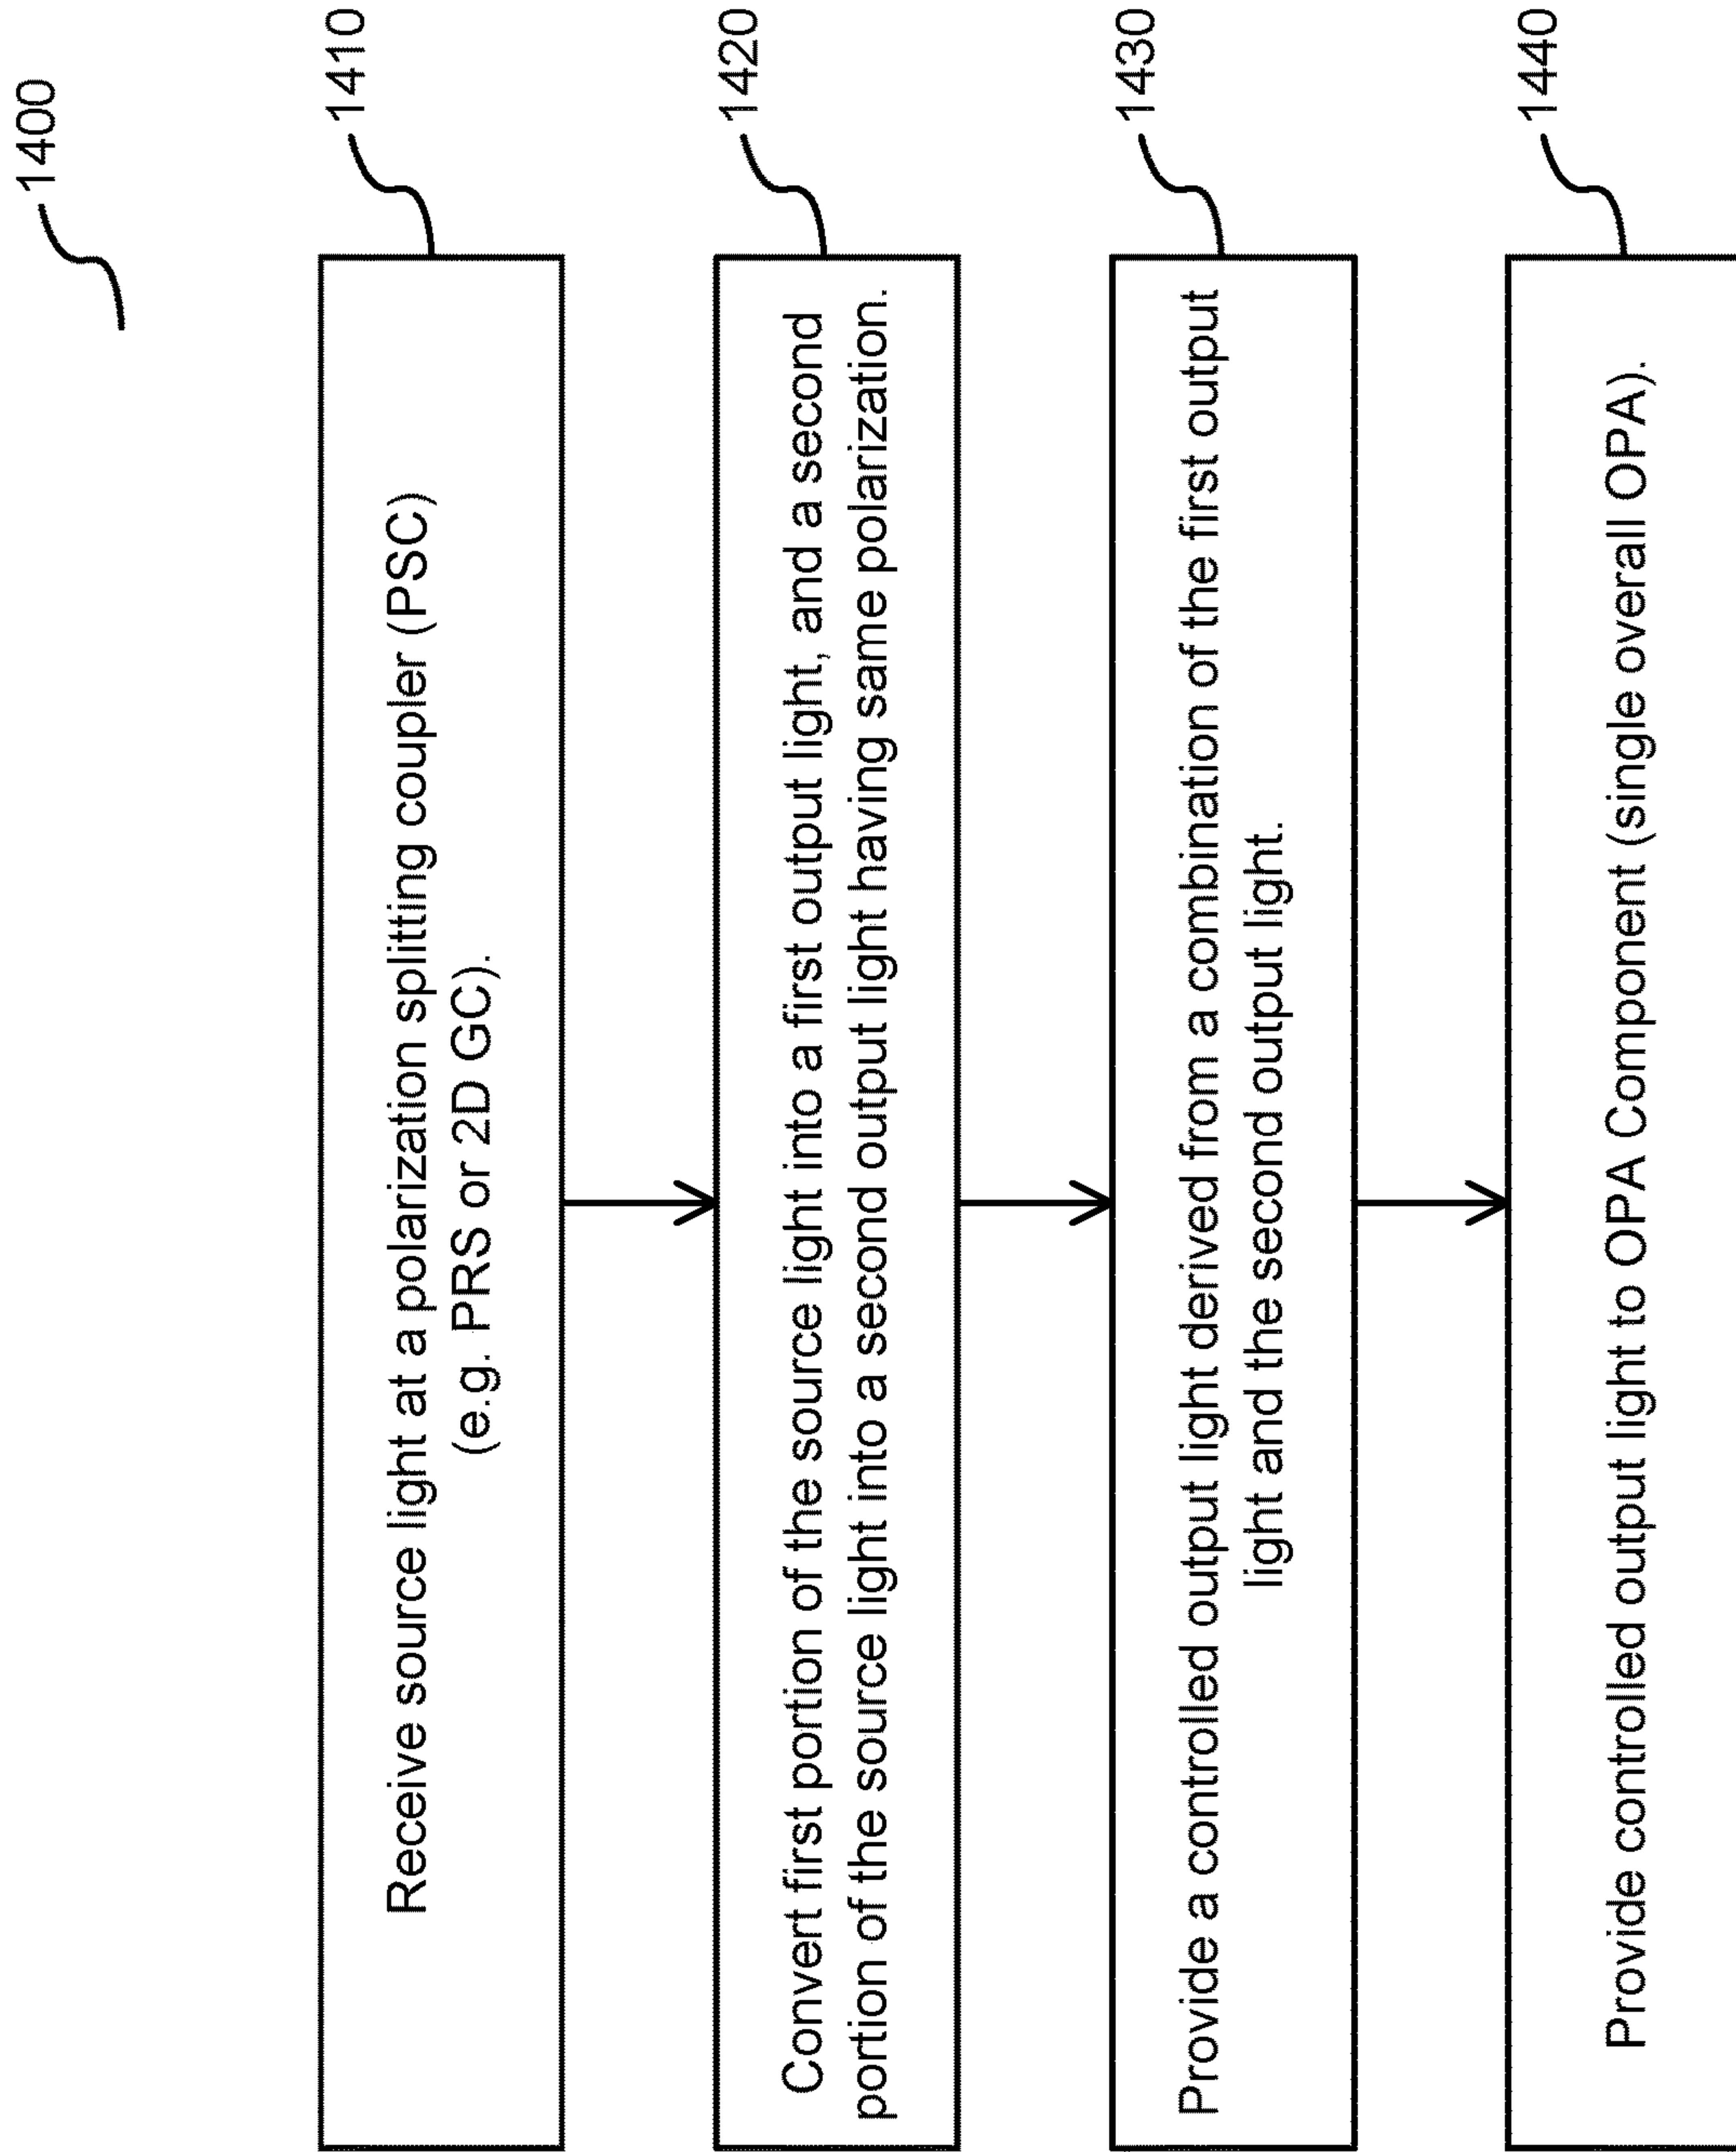 1400
1410
Receive source light at a polarization splitting coupler (PSC)
(e.g. PRS or 2D GC).
1420
Convert first portion of the source light into a first output light, and a second
portion of the source light into a second output light having same polarization.
1430
Provide a controlled output light derived from a combination of the first output
light and the second output light.
1440
Provide controlled output light to OPA Component (single overall OPA).